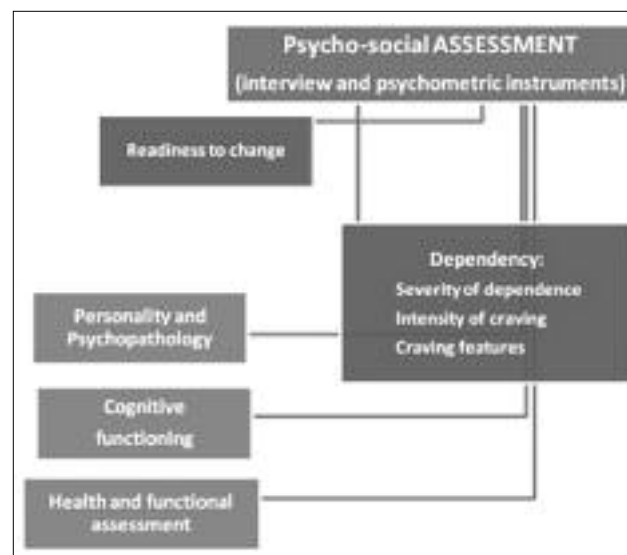 Psycho-social ASSESSMENT
(interview and psychometric instruments)
Readiness to change
Dependency:
Severity of dependence
Intensity of craving
Craving features
Personality and
Psychopathology
Cognitive
functioning
Health and functional
assessment